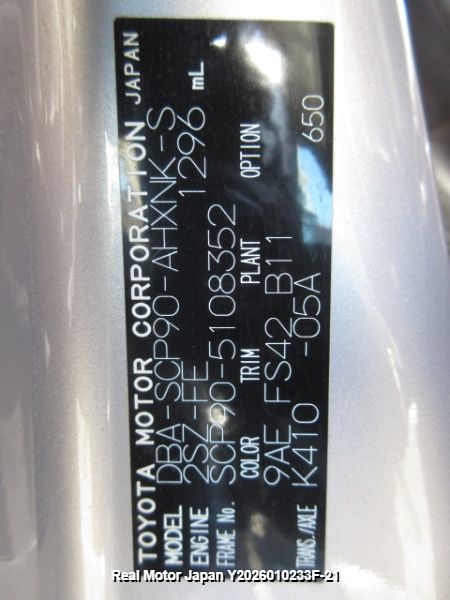 TOYOTA MOTOR CORPORATION JAPAN
MODEL DBA-SCP90-AHXNK-S
ENGINE 2SZ-FE 1296 mL
FRAME No. SCP90-5108352
COLOR TRIM PLANT OPTION
9AE FS42 B11 650
TRANS./AXLE K410 -05A
Real Motor Japan Y2026010233F-21